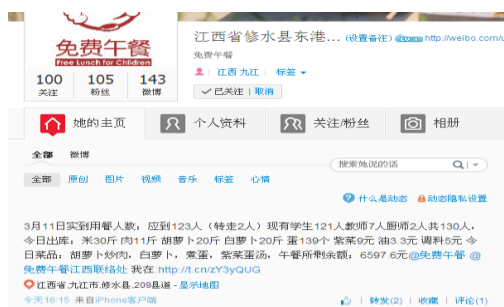 免费午餐
Free Lunch for Children
江西省修水县东港... (设置备注) http://weibo.com/u
免费午餐
江西 九江 | 标签
100 105 143
关注 粉丝 微博
已关注 | 取消
她的主页 个人资料 关注/粉丝 相册
全部 微博
搜索她说的话
全部 原创 图片 视频 音乐 标签 心情
什么是动态 动态隐私设置
3月11日实到用餐人数：应到123人（转走2人）现有学生121人教师7人厨师2人共130人，
今日出库：米30斤 肉11斤 胡萝卜20斤 白萝卜20斤 蛋139个 紫菜9元 油3.3元 调料5元 今
日菜品：胡萝卜炒肉，白萝卜，煮蛋，紫菜蛋汤，午餐所剩余额：6597.6元@免费午餐 @
免费午餐江西联络处 我在:http://t.cn/zY3yQUG
江西省,九江市,修水县,209县道 - 显示地图
今天16:15 来自iPhone客户端
转发(2) | 收藏 | 评论(1)